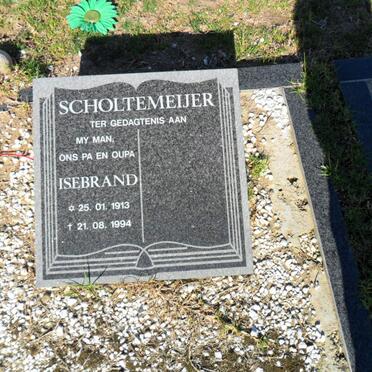 SCHOLTEMEIJER
TER GEDAGTENIS AAN
MY MAN,
ONS PA EN OUPA
ISEBRAND
✡ 25. 01. 1913
† 21. 08. 1994